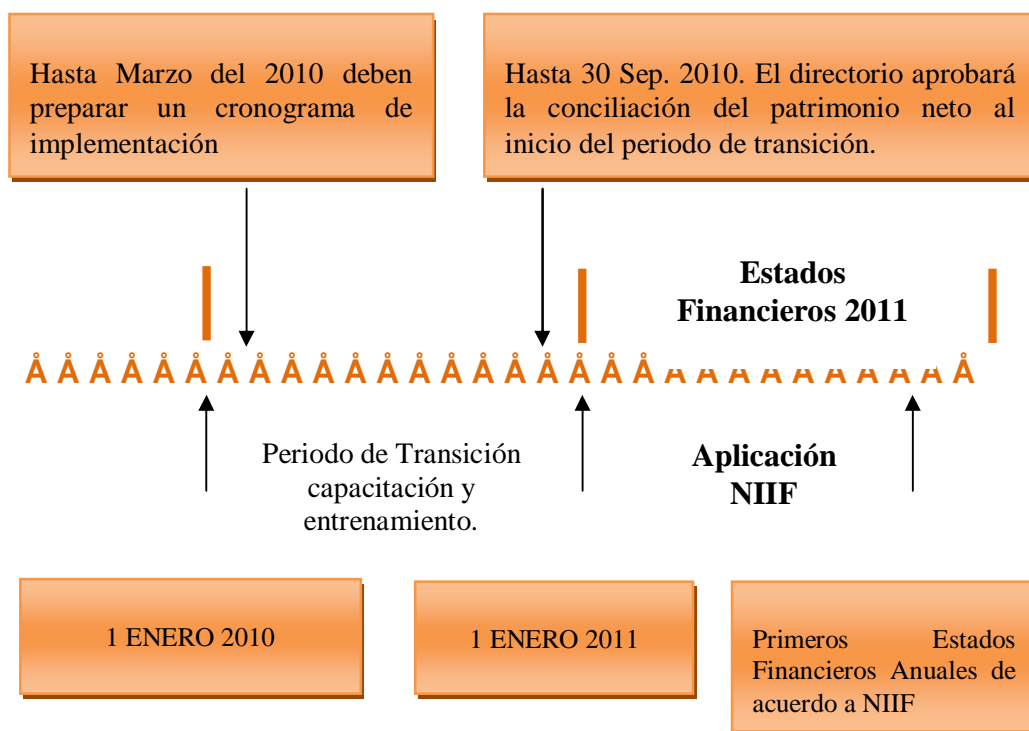 Hasta Marzo del 2010 deben
preparar un cronograma de
implementación
Hasta 30 Sep. 2010. El directorio aprobará
la conciliación del patrimonio neto al
inicio del periodo de transición.
Estados
Financieros 2011
Å Å Å Å Å Å Å Å Å Å Å Å Å Å Å Å Å Å Å Å A A A A A A A A A Å
Periodo de Transición
capacitación y
entrenamiento.
Aplicación
NIIF
1 ENERO 2010
1 ENERO 2011
Primeros Estados
Financieros Anuales de
acuerdo a NIIF